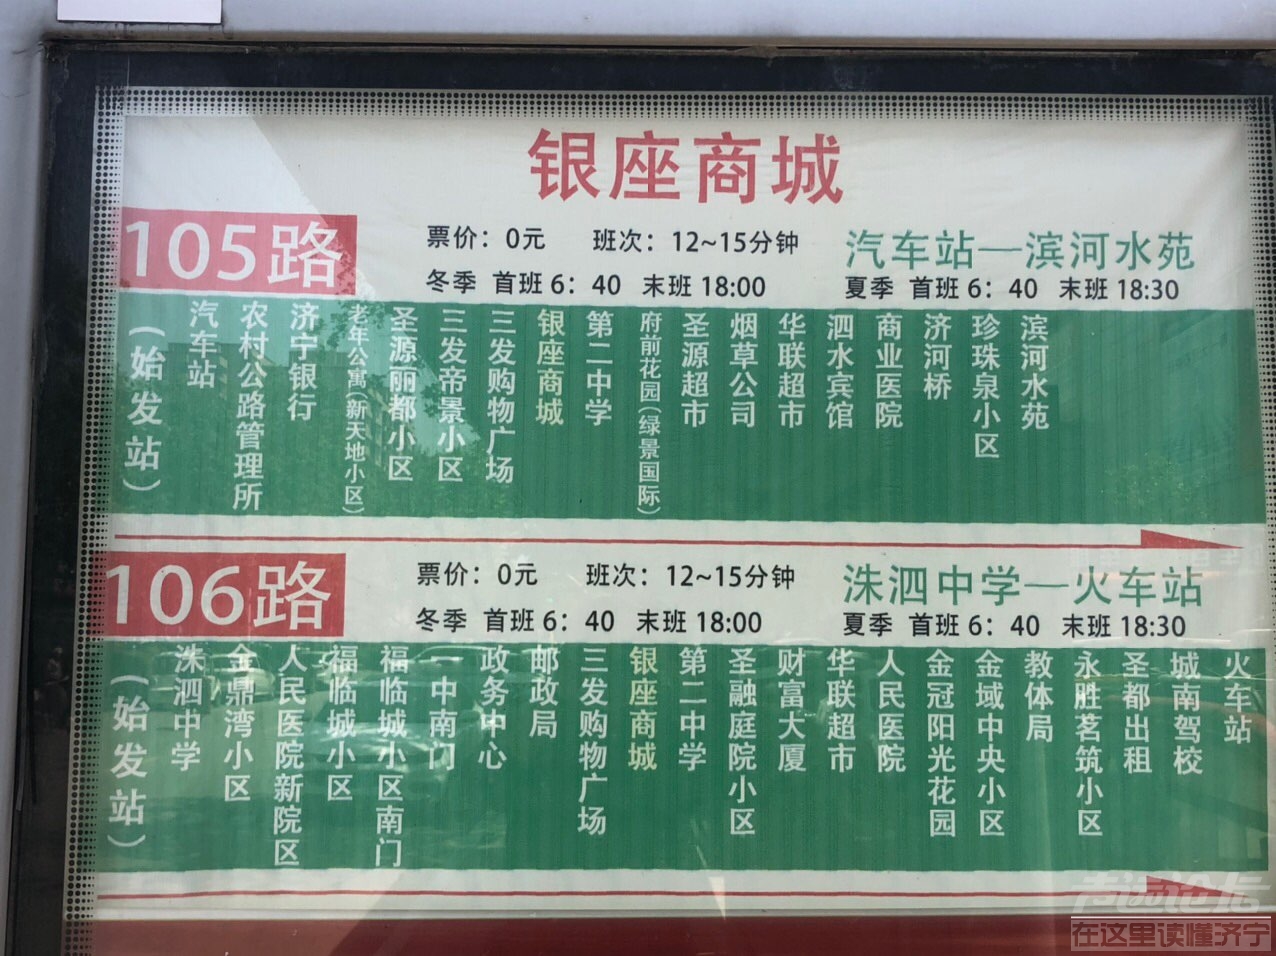 银座商城
105路
票价：0元 班次：12~15分钟
汽车站—滨河水苑
冬季 首班6：40 末班18:00
夏季 首班6：40 末班18:30
（始发站）
汽车站
农村公路管理所
济宁银行
老年公寓(新天地小区)
圣源丽都小区
三发帝景小区
三发购物广场
银座商城
第二中学
府前花园(绿景国际)
圣源超市
烟草公司
华联超市
泗水宾馆
商业医院
济河桥
珍珠泉小区
滨河水苑
106路
票价：0元 班次：12~15分钟
洙泗中学—火车站
冬季 首班6：40 末班18:00
夏季 首班6：40 末班18:30
（始发站）
洙泗中学
金鼎湾小区
人民医院新院区
福临城小区
福临城小区南门
中南门
政务中心
邮政局
三发购物广场
银座商城
第二中学
圣融庭院小区
财富大厦
华联超市
人民医院
金冠阳光花园
金域中央小区
教体局
永胜茗筑小区
圣都出租
城南驾校
火车站
在这里读懂济宁